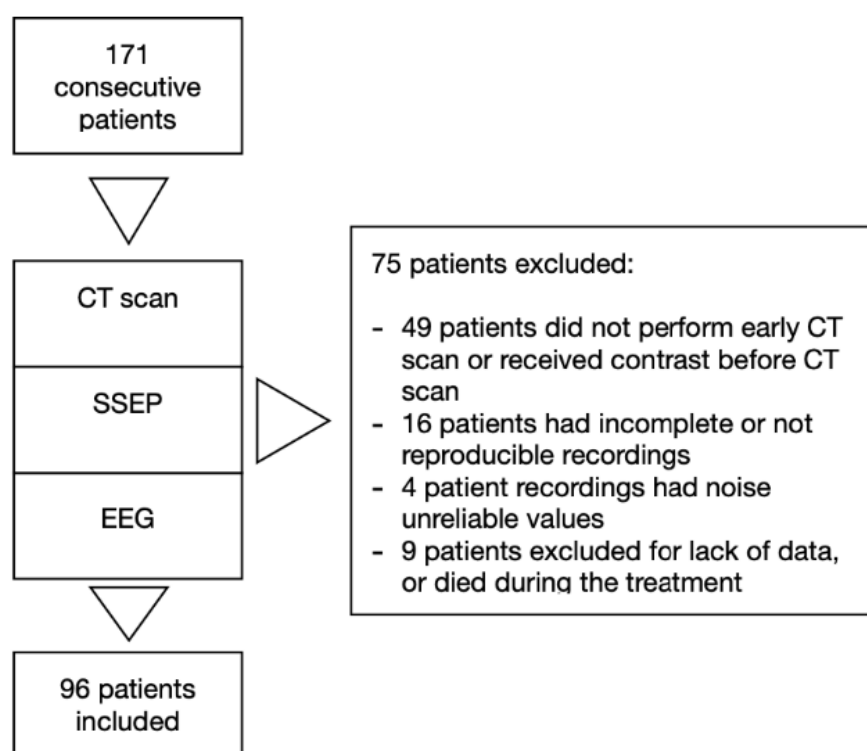 171
consecutive
patients
CT scan
SSEP
EEG
75 patients excluded:
- 49 patients did not perform early CT
scan or received contrast before CT
scan
- 16 patients had incomplete or not
reproducible recordings
- 4 patient recordings had noise
unreliable values
- 9 patients excluded for lack of data,
or died during the treatment
96 patients
included